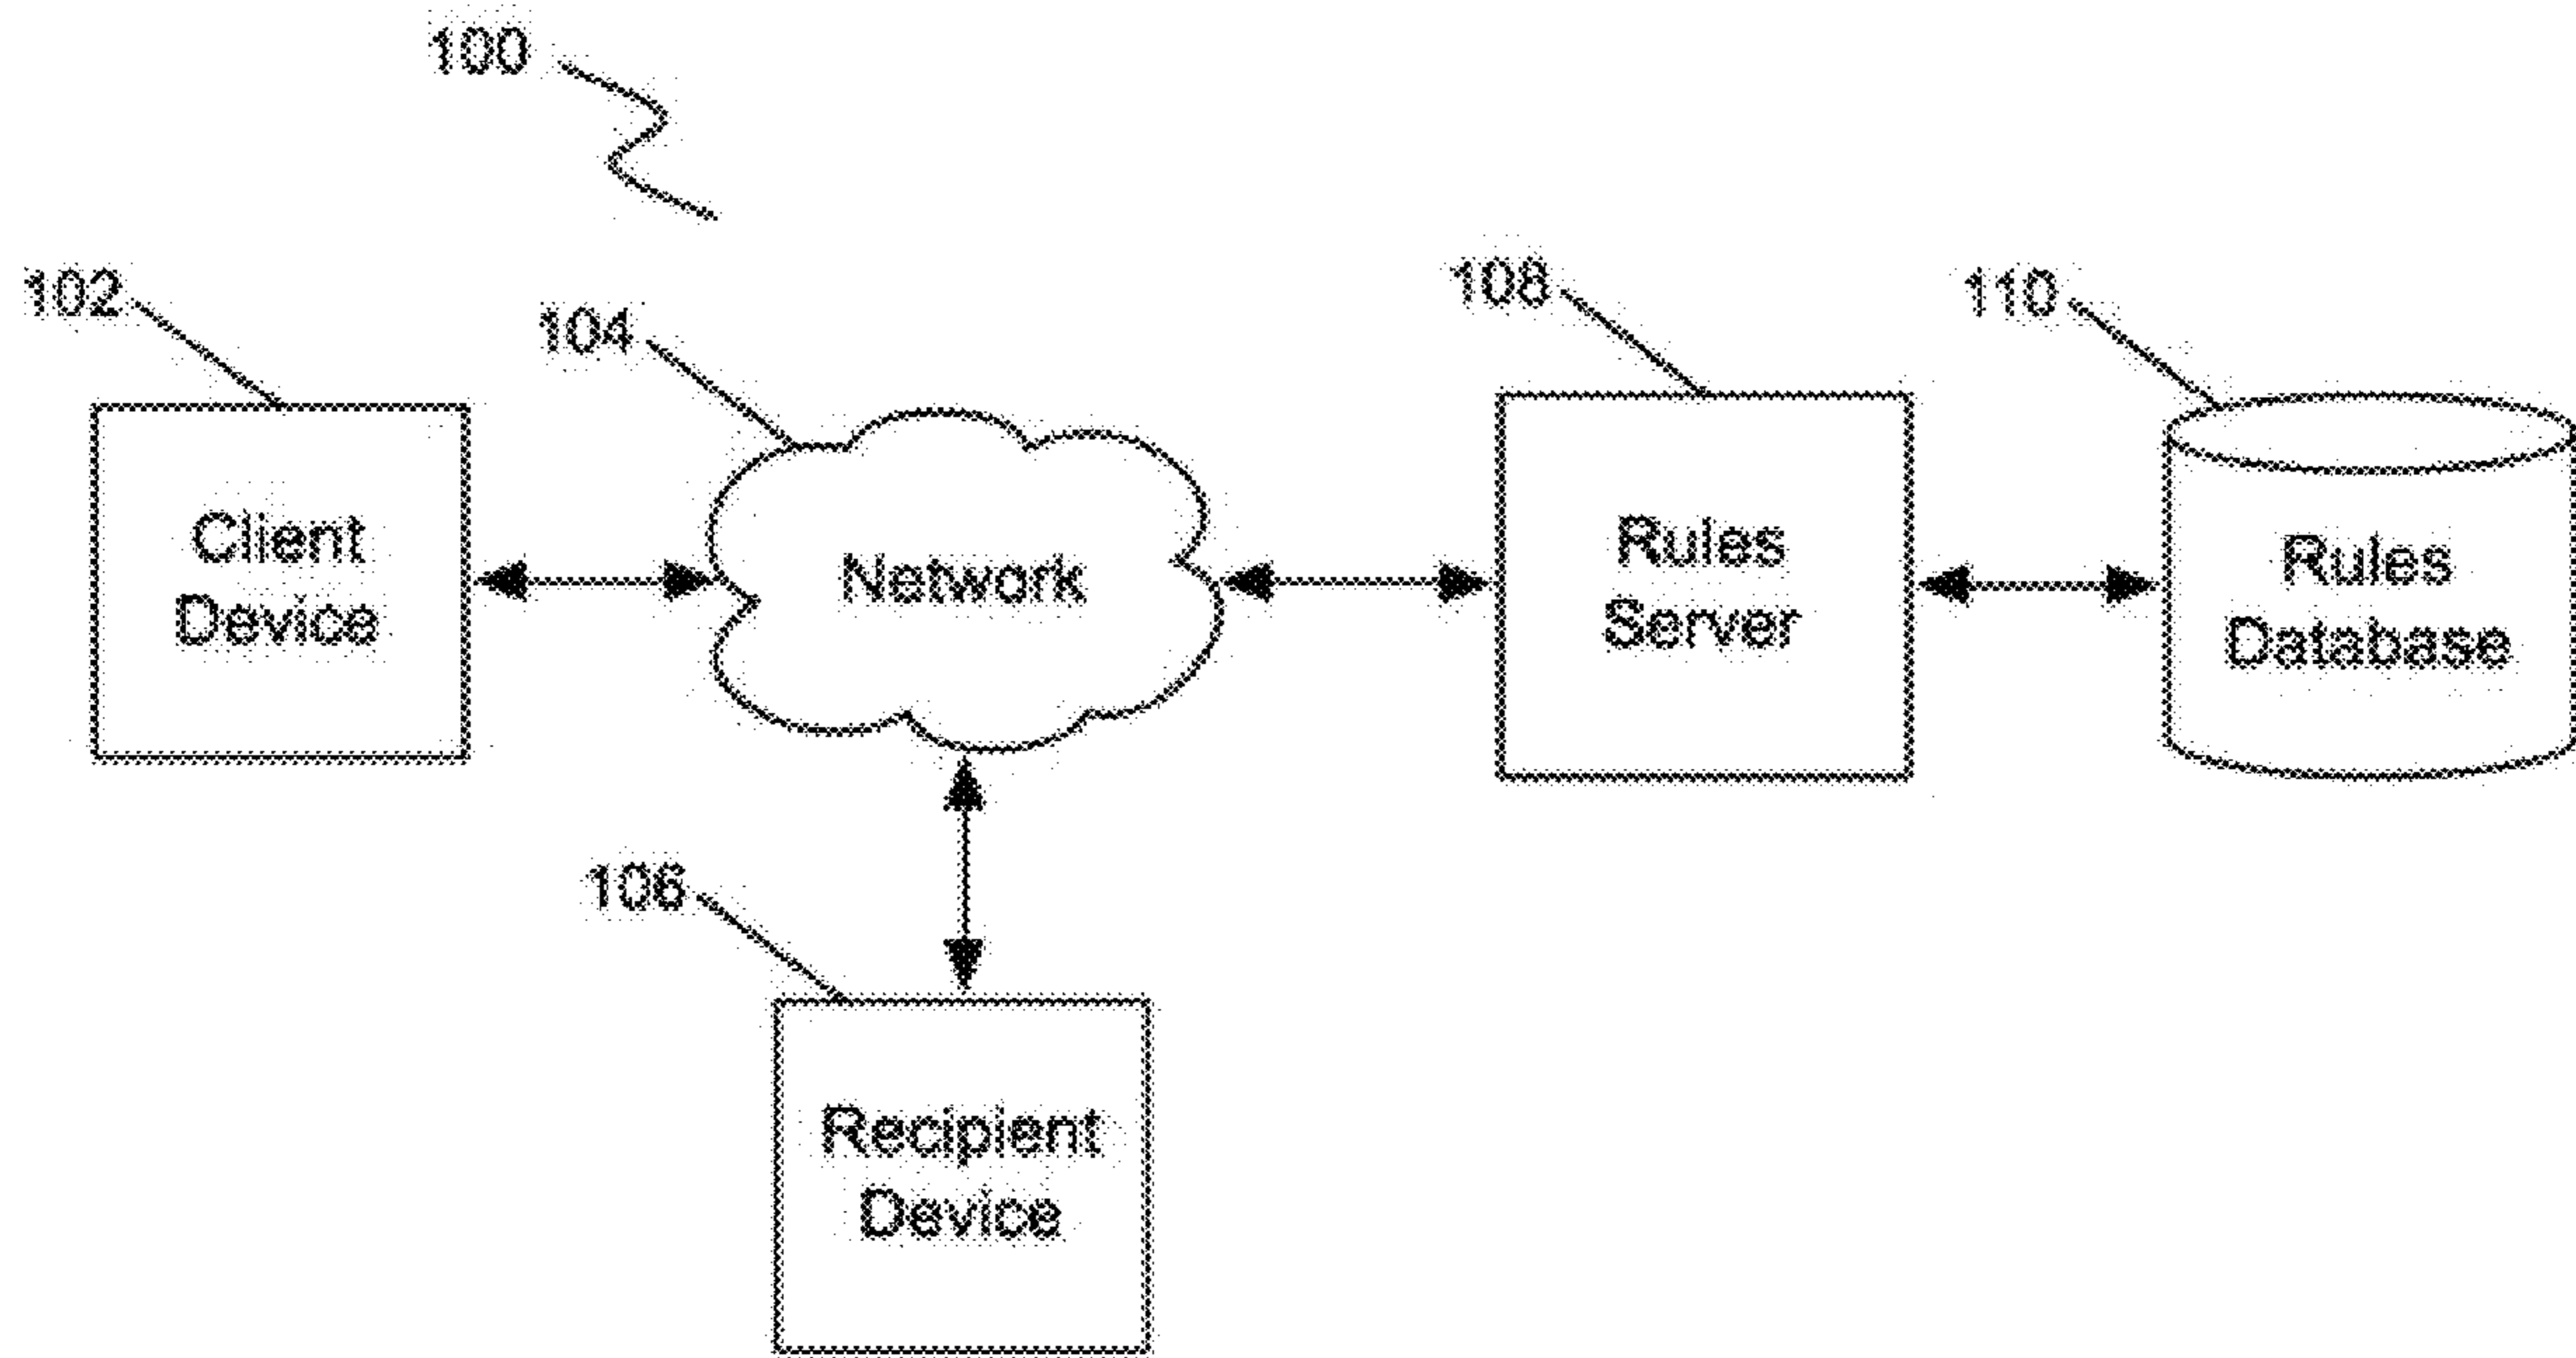 100
102
104
108
110
Client
Device
Network
Rules
Server
Rules
Database
106
Recipient
Device